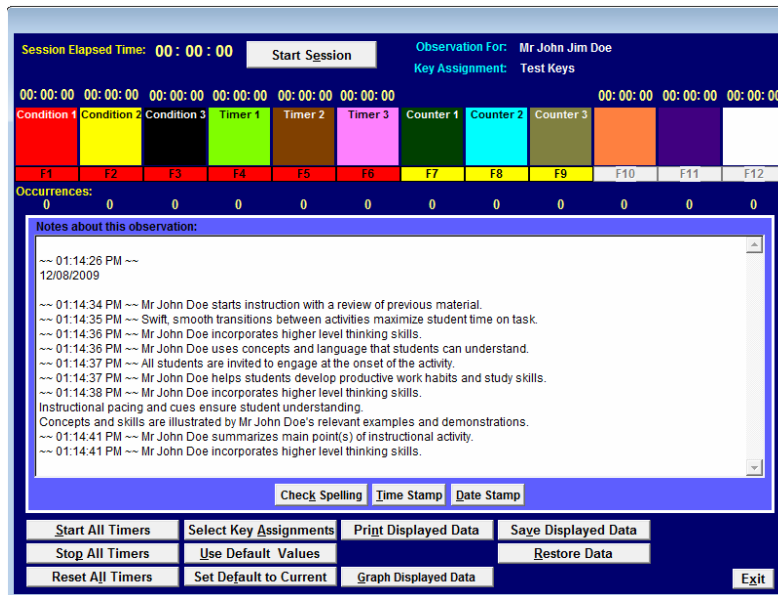 Session Elapsed Time: 00: 00 : 00 Start Session Observation For: Mr John Jim Doe
Key Assignment: Test Keys
00: 00: 00 00: 00: 00 00: 00: 00 00: 00: 00 00: 00: 00 00: 00: 00 00: 00: 00 00: 00: 00 00: 00: 00
Condition 1 Condition 2 Condition 3 Timer 1 Timer 2 Timer 3 Counter 1 Counter 2 Counter 3
F1 F2 F3 F4 F5 F6 F7 F8 F9 F10 F11 F12
Occurrences:
0 0 0 0 0 0 0 0 0 0 0 0
Notes about this observation:
~~ 01:14:26 PM ~~
12/08/2009
~~ 01:14:34 PM ~~ Mr John Doe starts instruction with a review of previous material.
~~ 01:14:35 PM ~~ Swift, smooth transitions between activities maximize student time on task.
~~ 01:14:36 PM ~~ Mr John Doe incorporates higher level thinking skills.
~~ 01:14:36 PM ~~ Mr John Doe uses concepts and language that students can understand.
~~ 01:14:37 PM ~~ All students are invited to engage at the onset of the activity.
~~ 01:14:37 PM ~~ Mr John Doe helps students develop productive work habits and study skills.
~~ 01:14:38 PM ~~ Mr John Doe incorporates higher level thinking skills.
Instructional pacing and cues ensure student understanding.
Concepts and skills are illustrated by Mr John Doe's relevant examples and demonstrations.
~~ 01:14:41 PM ~~ Mr John Doe summarizes main point(s) of instructional activity.
~~ 01:14:41 PM ~~ Mr John Doe incorporates higher level thinking skills.
Check Spelling Time Stamp Date Stamp
Start All Timers Select Key Assignments Print Displayed Data Save Displayed Data
Stop All Timers Use Default Values Restore Data
Reset All Timers Set Default to Current Graph Displayed Data Exit